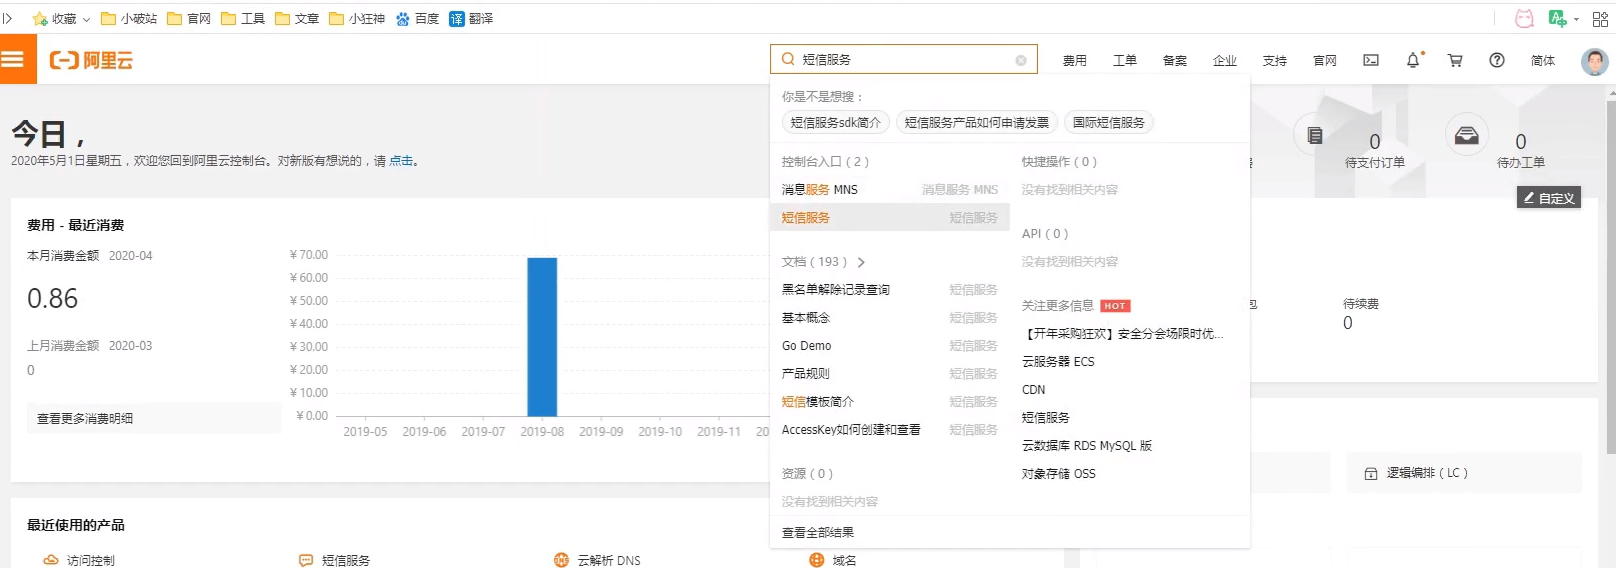 收藏 小破站 官网 工具 文章 小狂神 百度 译 翻译
阿里云 短信服务 费用 工单 备案 企业 支持 官网 简体
你是不是想搜：
短信服务sdk简介 短信服务产品如何申请发票 国际短信服务
今日，
2020年5月1日星期五，欢迎您回到阿里云控制台。对新版有想说的，请 点击。
0 待支付订单
0 待办工单
自定义
控制台入口（2）
消息服务 MNS 消息服务 MNS
短信服务 短信服务
文档（193）
黑名单解除记录查询 短信服务
基本概念 短信服务
Go Demo 短信服务
产品规则 短信服务
短信模板简介 短信服务
AccessKey如何创建和查看 短信服务
资源（0）
没有找到相关内容
查看全部结果
快捷操作（0）
没有找到相关内容
API（0）
没有找到相关内容
关注更多信息 HOT
【开年采购狂欢】安全分会场限时优...
云服务器 ECS
CDN
短信服务
云数据库 RDS MySQL 版
对象存储 OSS
费用 - 最近消费
本月消费金额 2020-04
0.86
上月消费金额 2020-03
0
查看更多消费明细
¥70.00
¥60.00
¥50.00
¥40.00
¥30.00
¥20.00
¥10.00
¥0.00
2019-05 2019-06 2019-07 2019-08 2019-09 2019-10 2019-11 20
包 待续费
0
逻辑编排（LC）
最近使用的产品
访问控制 短信服务 云解析 DNS 域名